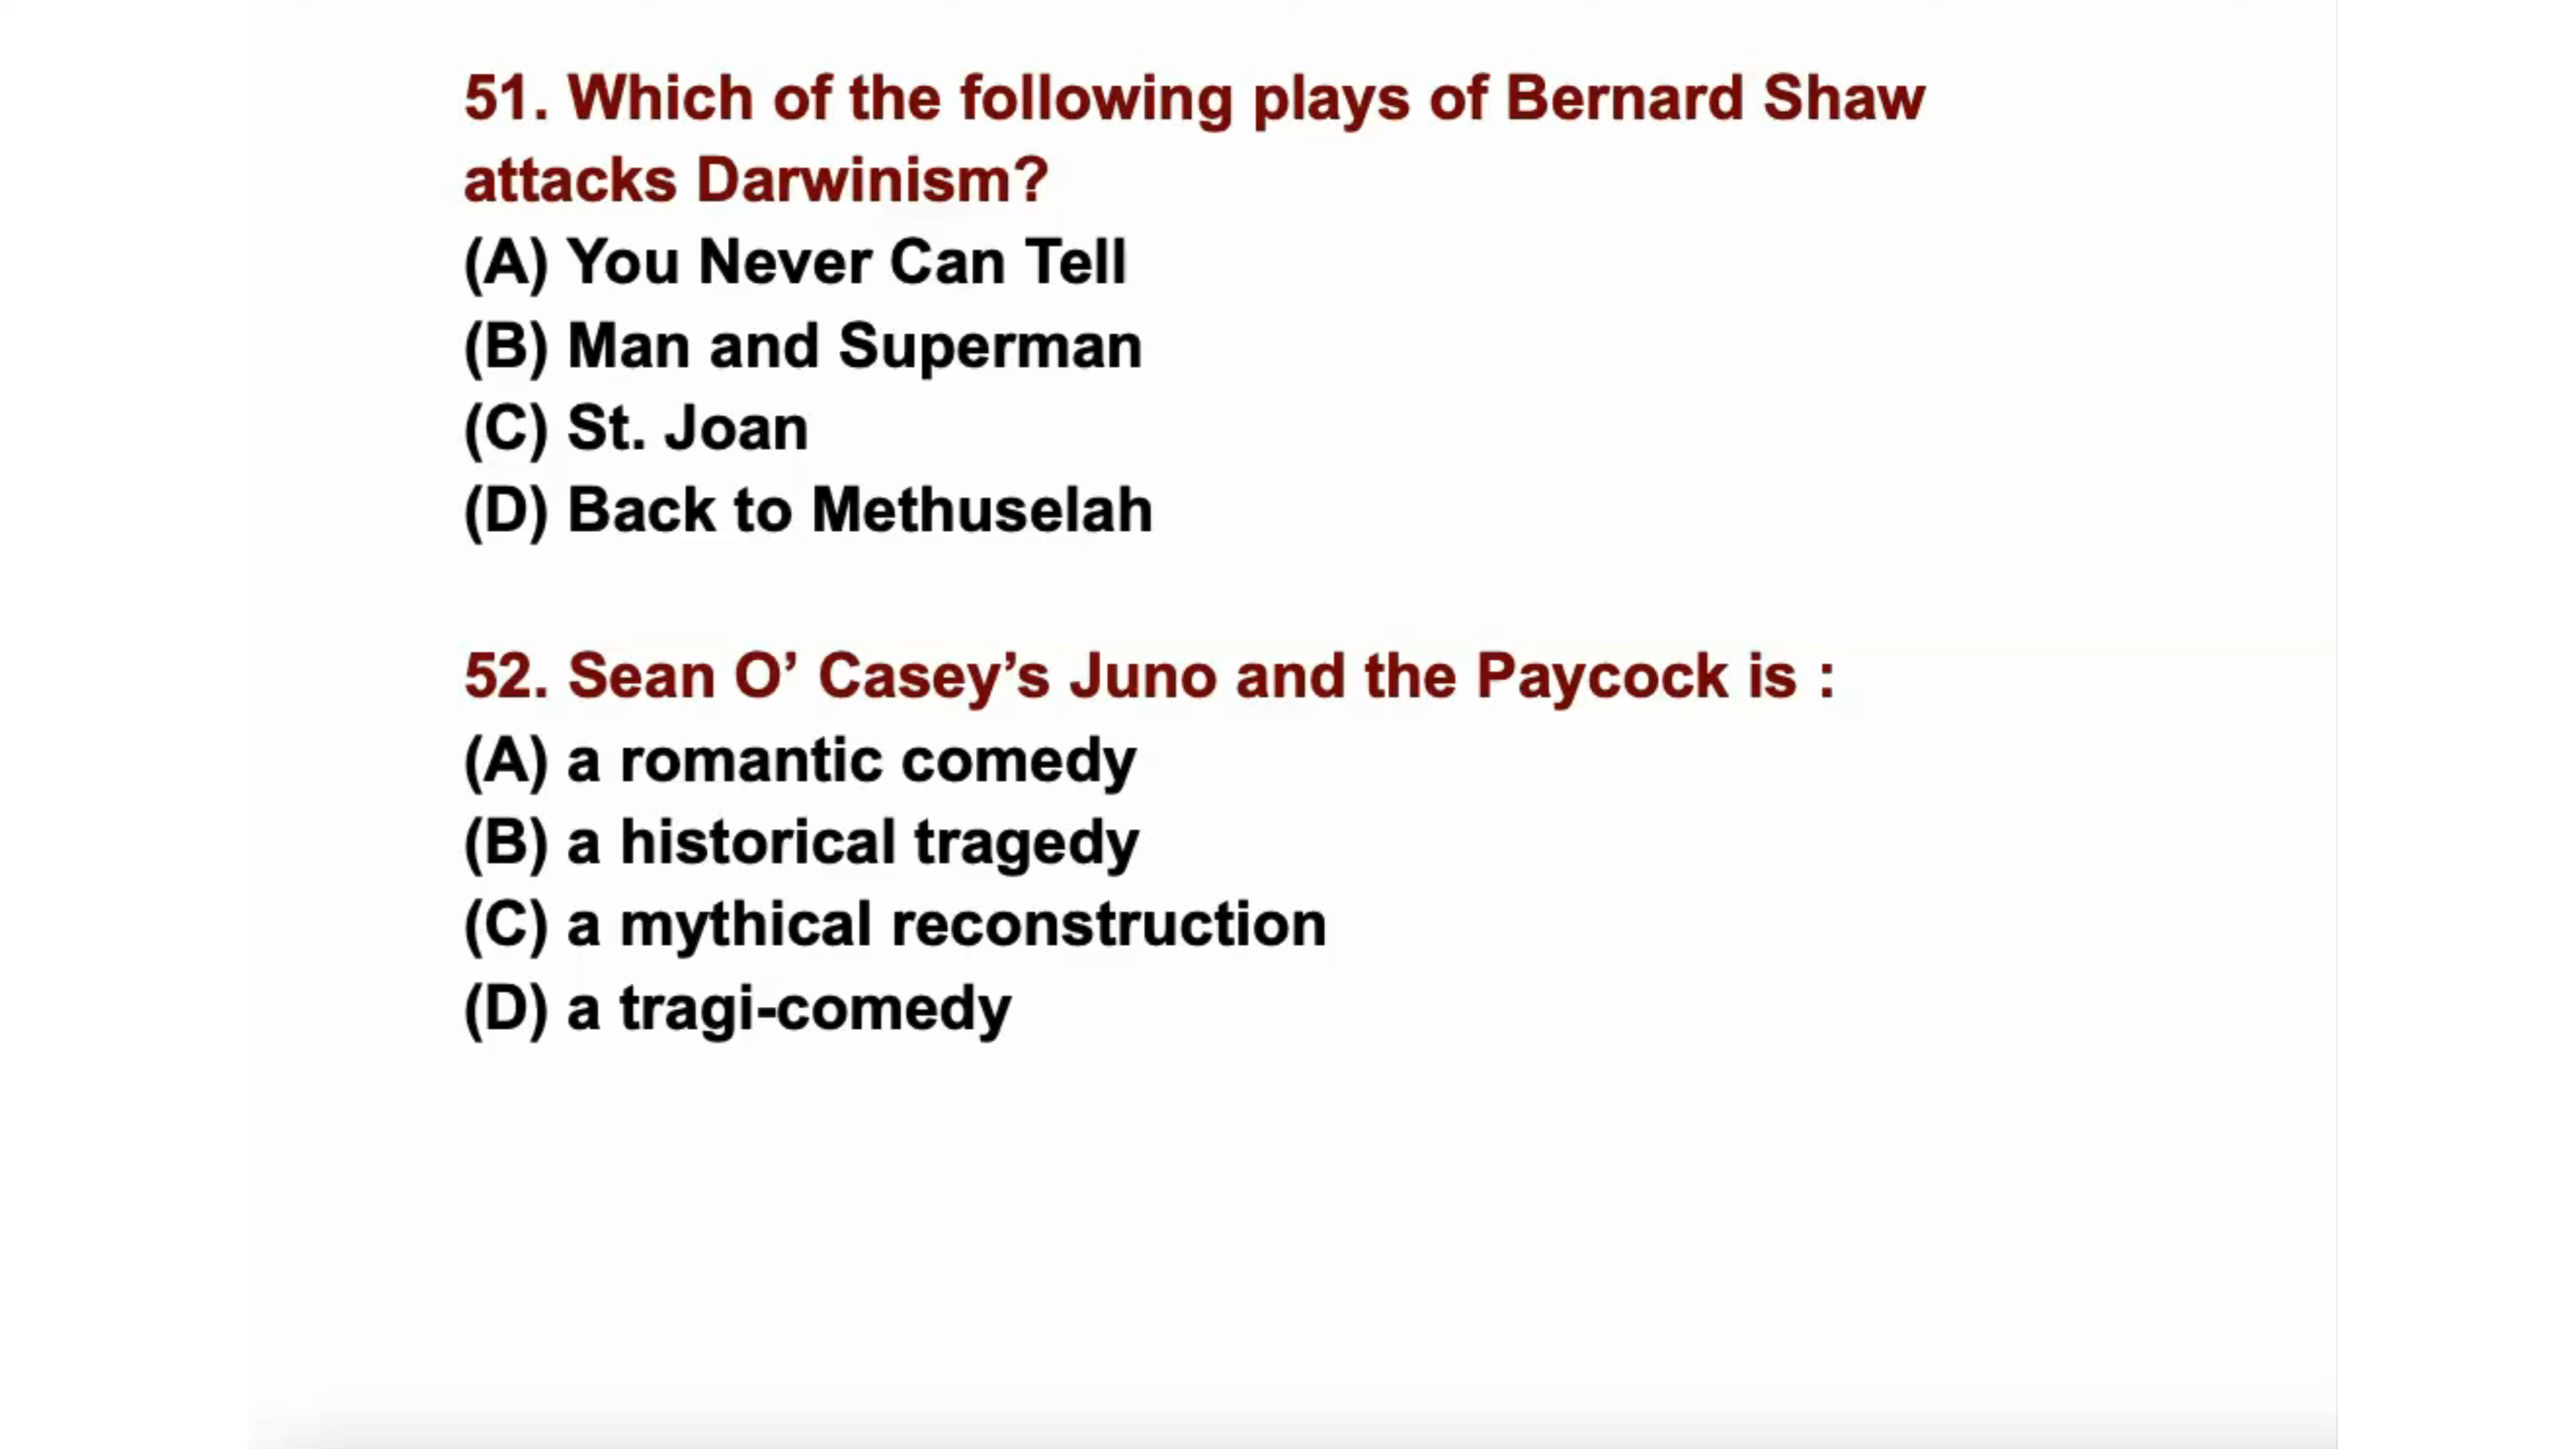 51. Which of the following plays of Bernard Shaw
attacks Darwinism?
(A) You Never Can Tell
(B) Man and Superman
(C) St. Joan
(D) Back to Methuselah
52. Sean O’ Casey’s Juno and the Paycock is :
(A) a romantic comedy
(B) a historical tragedy
(C) a mythical reconstruction
(D) a tragi-comedy